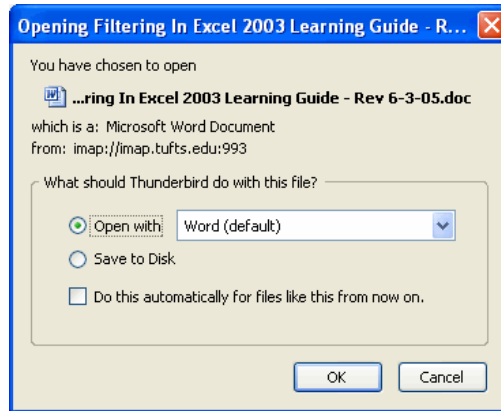 Opening Filtering In Excel 2003 Learning Guide - R...
You have chosen to open
...ring In Excel 2003 Learning Guide - Rev 6-3-05.doc
which is a: Microsoft Word Document
from: imap://imap.tufts.edu:993
What should Thunderbird do with this file?
Open with Word (default)
Save to Disk
Do this automatically for files like this from now on.
OK Cancel